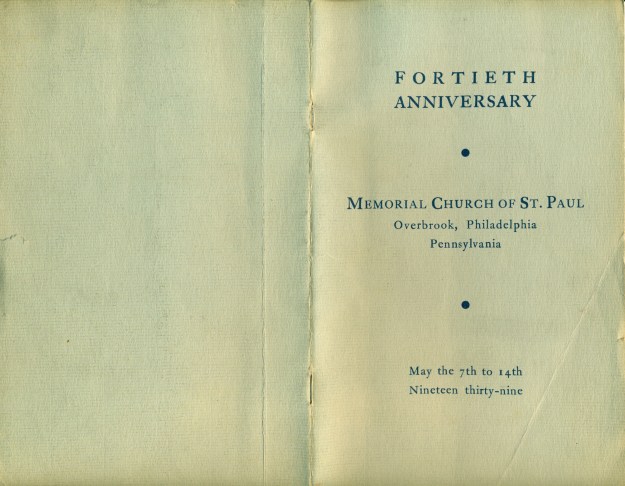 FORTIETH
ANNIVERSARY
MEMORIAL CHURCH OF ST. PAUL
Overbrook, Philadelphia
Pennsylvania
May the 7th to 14th
Nineteen thirty-nine